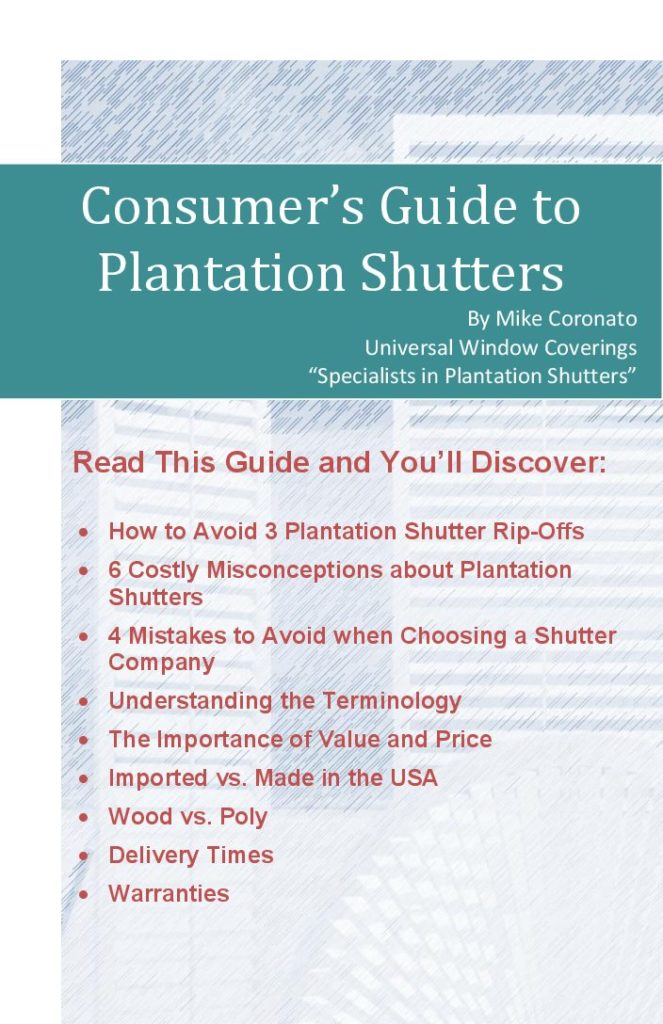 Consumer’s Guide to
Plantation Shutters
By Mike Coronato
Universal Window Coverings
“Specialists in Plantation Shutters”
Read This Guide and You’ll Discover:
• How to Avoid 3 Plantation Shutter Rip-Offs
• 6 Costly Misconceptions about Plantation
Shutters
• 4 Mistakes to Avoid when Choosing a Shutter
Company
• Understanding the Terminology
• The Importance of Value and Price
• Imported vs. Made in the USA
• Wood vs. Poly
• Delivery Times
• Warranties